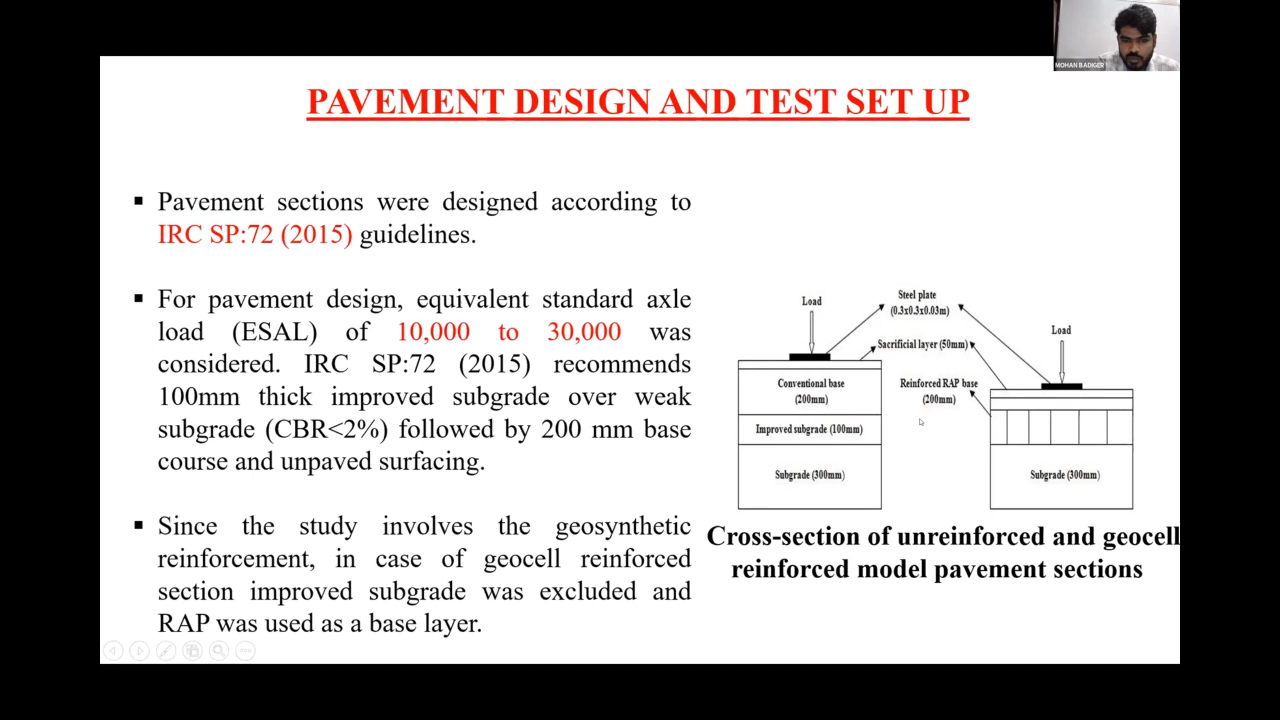 MOHAN BADIGER
PAVEMENT DESIGN AND TEST SET UP
▪ Pavement sections were designed according to
IRC SP:72 (2015) guidelines.
▪ For pavement design, equivalent standard axle
load (ESAL) of 10,000 to 30,000 was
considered. IRC SP:72 (2015) recommends
100mm thick improved subgrade over weak
subgrade (CBR<2%) followed by 200 mm base
course and unpaved surfacing.
▪ Since the study involves the geosynthetic
reinforcement, in case of geocell reinforced
section improved subgrade was excluded and
RAP was used as a base layer.
Load
Steel plate
(0.3x0.3x0.03m)
Load
Sacrificial layer (50mm)
Conventional base
(200mm)
Reinforced RAP base
(200mm)
Improved subgrade (100mm)
Subgrade (300mm)
Subgrade (300mm)
Cross-section of unreinforced and geocell
reinforced model pavement sections